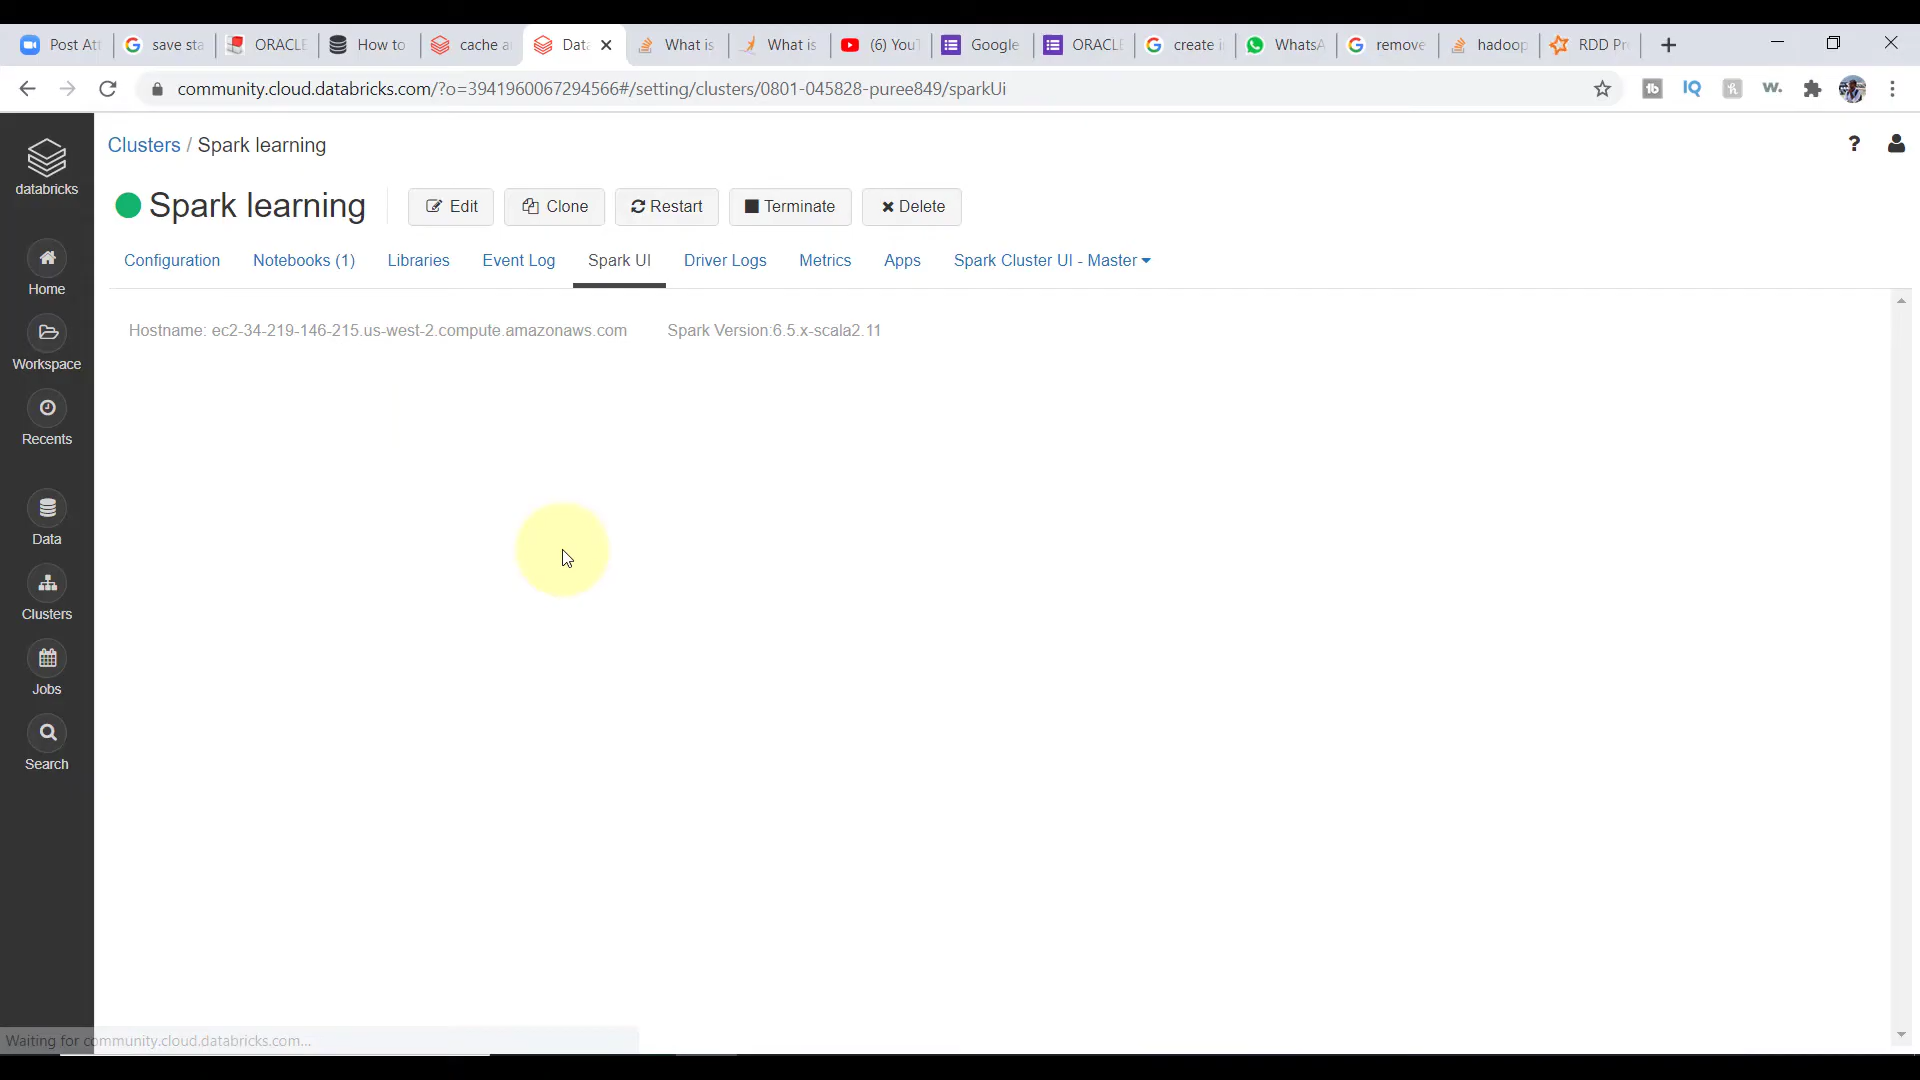 Post Att
save sta
ORACLE
How to
cache a
Data
What is
What is
(6) YouT
Google
ORACLE
create i
WhatsA
remove
hadoop
RDD Pr
community.cloud.databricks.com/?o=3941960067294566#/setting/clusters/0801-045828-puree849/sparkUi
IQ
w.
databricks
Home
Workspace
Recents
Data
Clusters
Jobs
Search
Clusters / Spark learning
?
Spark learning
Edit
Clone
Restart
Terminate
Delete
Configuration
Notebooks (1)
Libraries
Event Log
Spark UI
Driver Logs
Metrics
Apps
Spark Cluster UI - Master
Hostname: ec2-34-219-146-215.us-west-2.compute.amazonaws.com
Spark Version:6.5.x-scala2.11
Waiting for community.cloud.databricks.com...